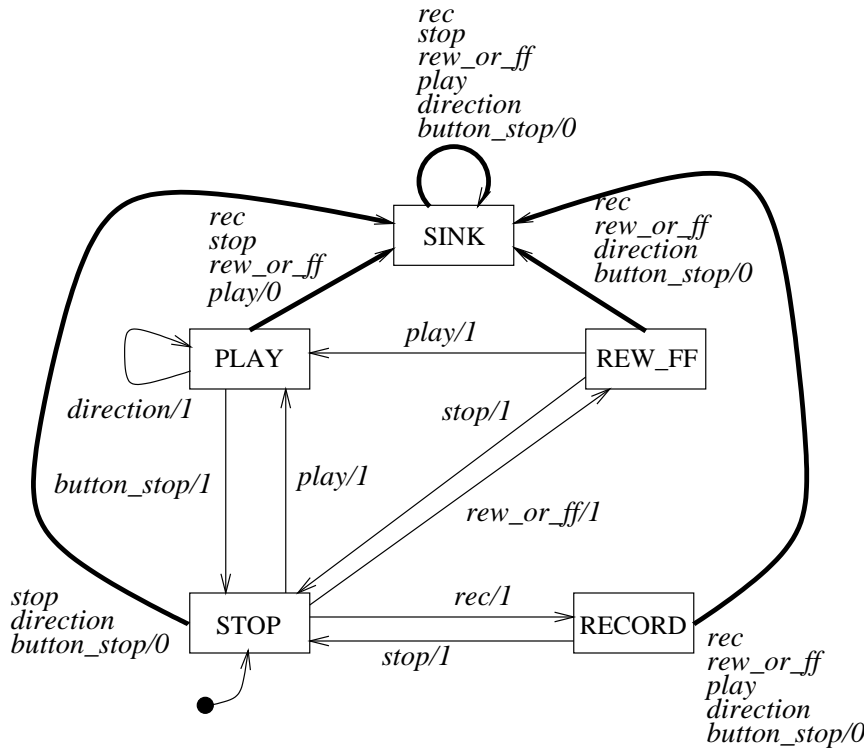 rec
stop
rew_or_ff
play
direction
button_stop/0
SINK
rec
stop
rew_or_ff
play/0
rec
rew_or_ff
direction
button_stop/0
PLAY
play/1
REW_FF
direction/1
stop/1
button_stop/1
play/1
rew_or_ff/1
stop
direction
button_stop/0
STOP
rec/1
stop/1
RECORD
rec
rew_or_ff
play
direction
button_stop/0